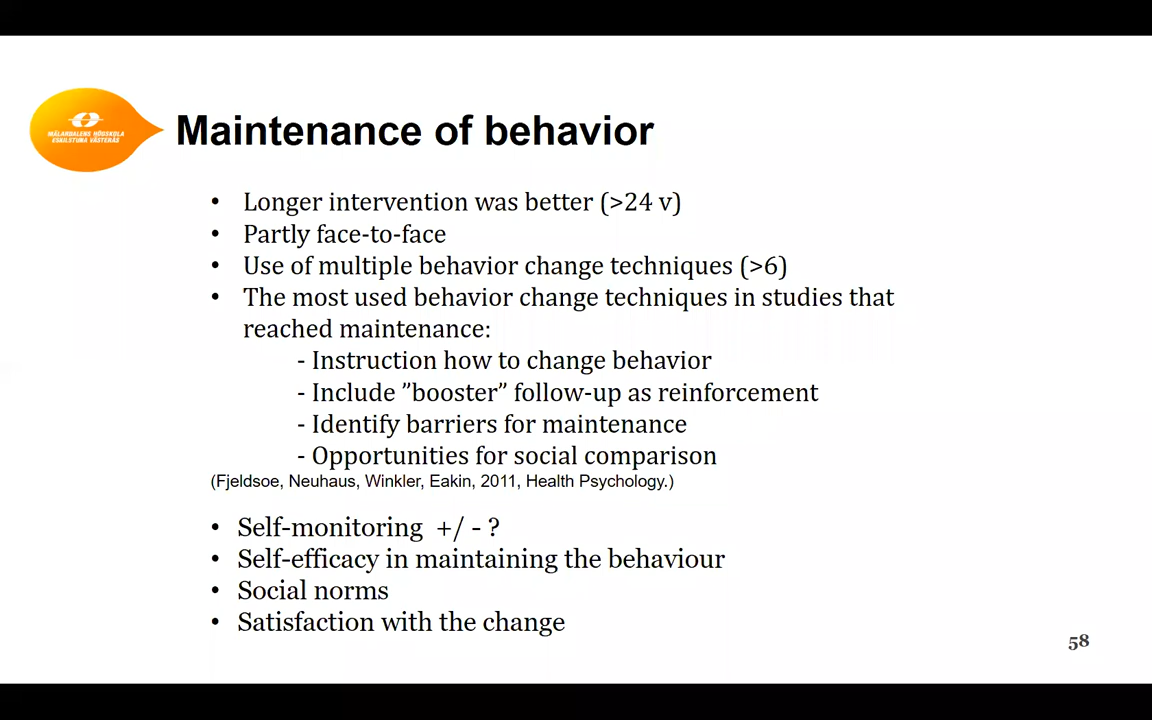 MÄLARDALENS HÖGSKOLA
ESKILSTUNA VÄSTERÅS
Maintenance of behavior
• Longer intervention was better (>24 v)
• Partly face-to-face
• Use of multiple behavior change techniques (>6)
• The most used behavior change techniques in studies that
reached maintenance:
- Instruction how to change behavior
- Include ”booster” follow-up as reinforcement
- Identify barriers for maintenance
- Opportunities for social comparison
(Fjeldsoe, Neuhaus, Winkler, Eakin, 2011, Health Psychology.)
• Self-monitoring +/ - ?
• Self-efficacy in maintaining the behaviour
• Social norms
• Satisfaction with the change
58